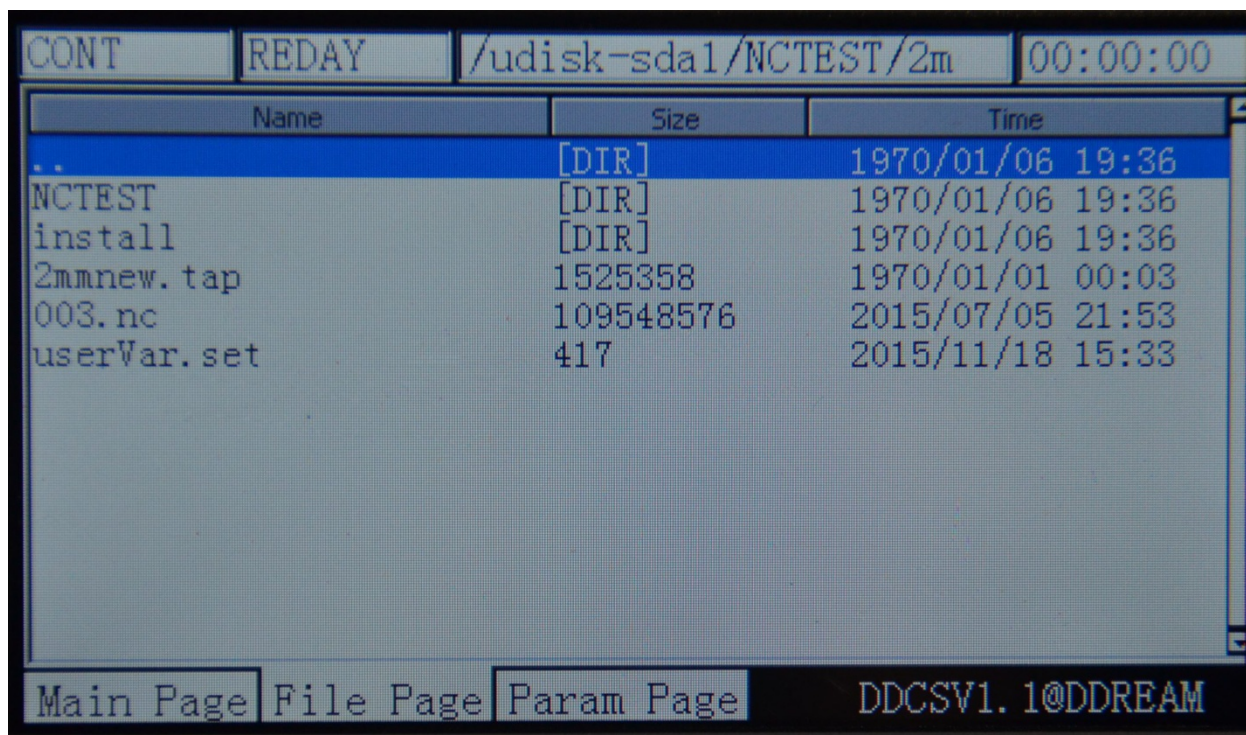 CONT REDAY /udisk-sda1/NCTEST/2m 00:00:00
Name Size Time
.. [DIR] 1970/01/06 19:36
NCTEST [DIR] 1970/01/06 19:36
install [DIR] 1970/01/06 19:36
2mmnew.tap 1525358 1970/01/01 00:03
003.nc 109548576 2015/07/05 21:53
userVar.set 417 2015/11/18 15:33
Main Page File Page Param Page DDCSV1.1@DDREAM